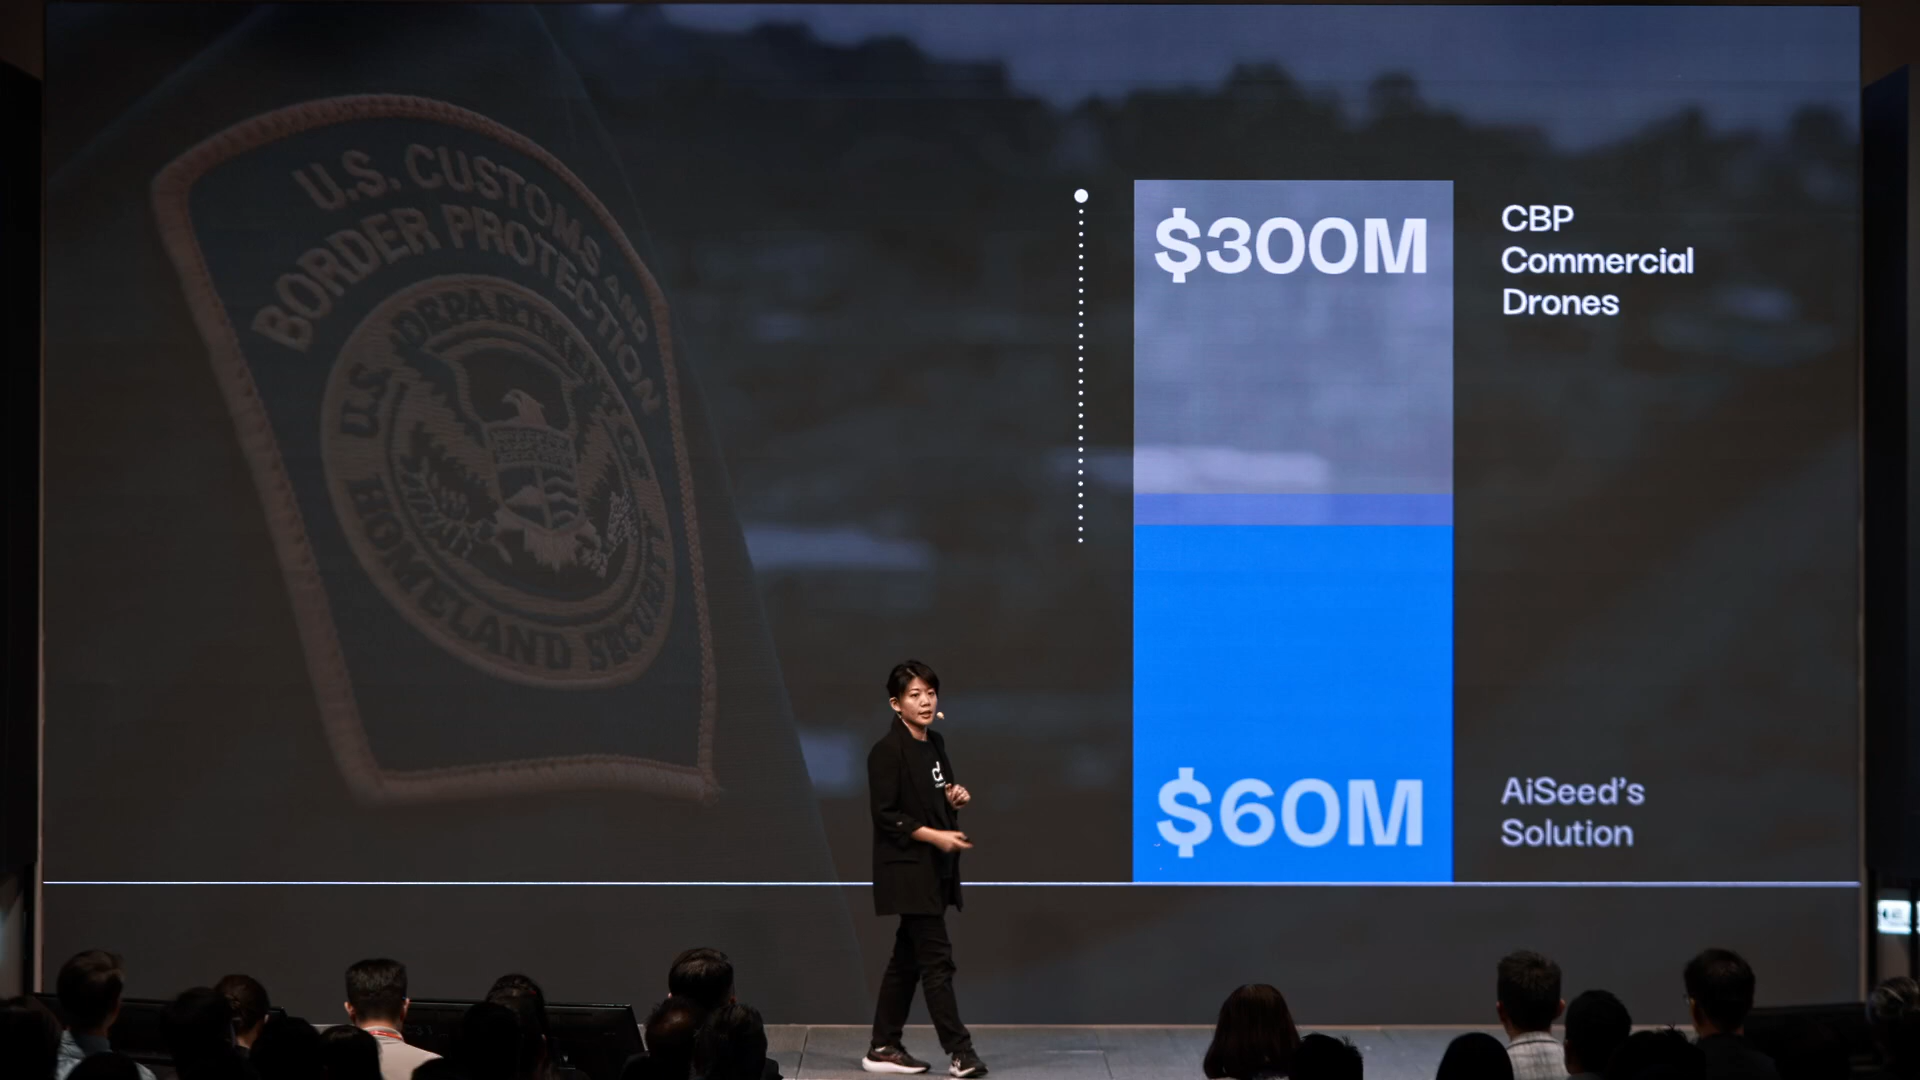 U.S. CUSTOMS AND
BORDER PROTECTION
U.S. DEPARTMENT OF
HOMELAND SECURITY
$300M
CBP
Commercial
Drones
$60M
AiSeed's
Solution